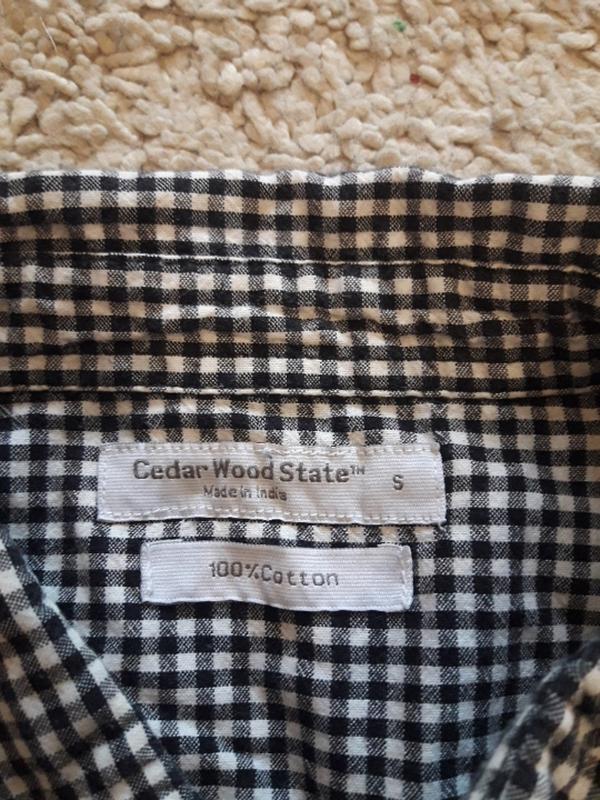 Cedar Wood State™ S
Made in India
100%Cotton